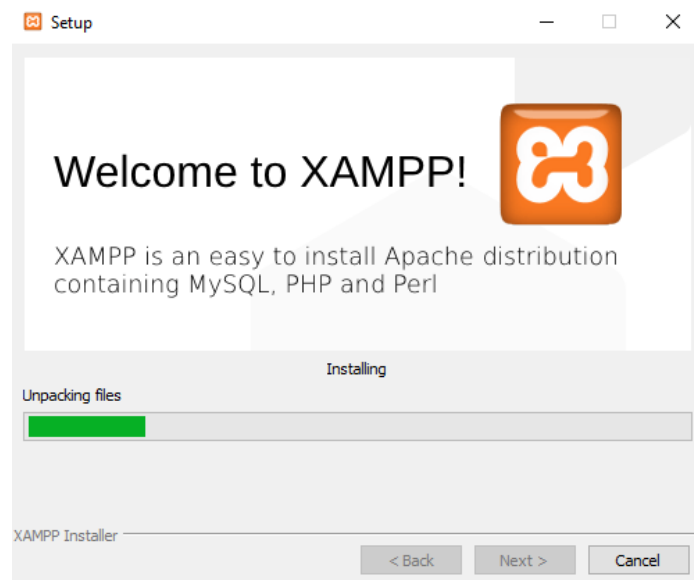 Setup
Welcome to XAMPP!
XAMPP is an easy to install Apache distribution
containing MySQL, PHP and Perl
Installing
Unpacking files
XAMPP Installer
< Back
Next >
Cancel